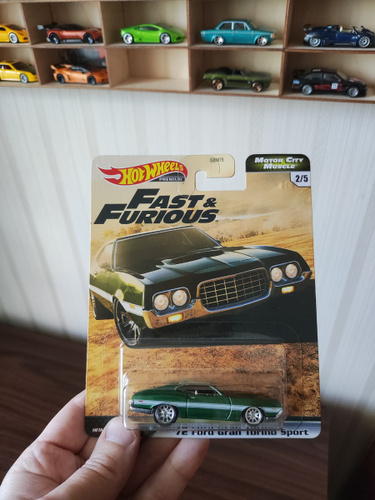 HOT WHEELS
PREMIUM
FAST &
FURIOUS
MOTOR CITY
MUSCLE
2/5
72 Ford Gran Torino Sport